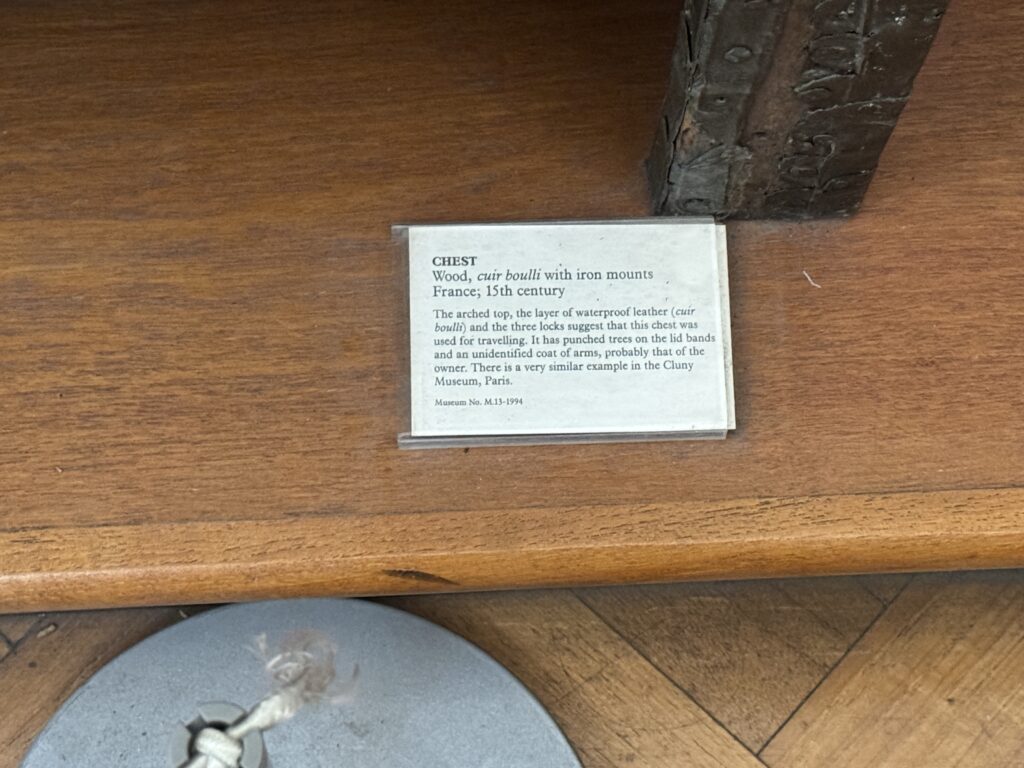 CHEST
Wood, cuir boulli with iron mounts
France; 15th century
The arched top, the layer of waterproof leather (cuir
boulli) and the three locks suggest that this chest was
used for travelling. It has punched trees on the lid bands
and an unidentified coat of arms, probably that of the
owner. There is a very similar example in the Cluny
Museum, Paris.
Museum No. M.13-1994